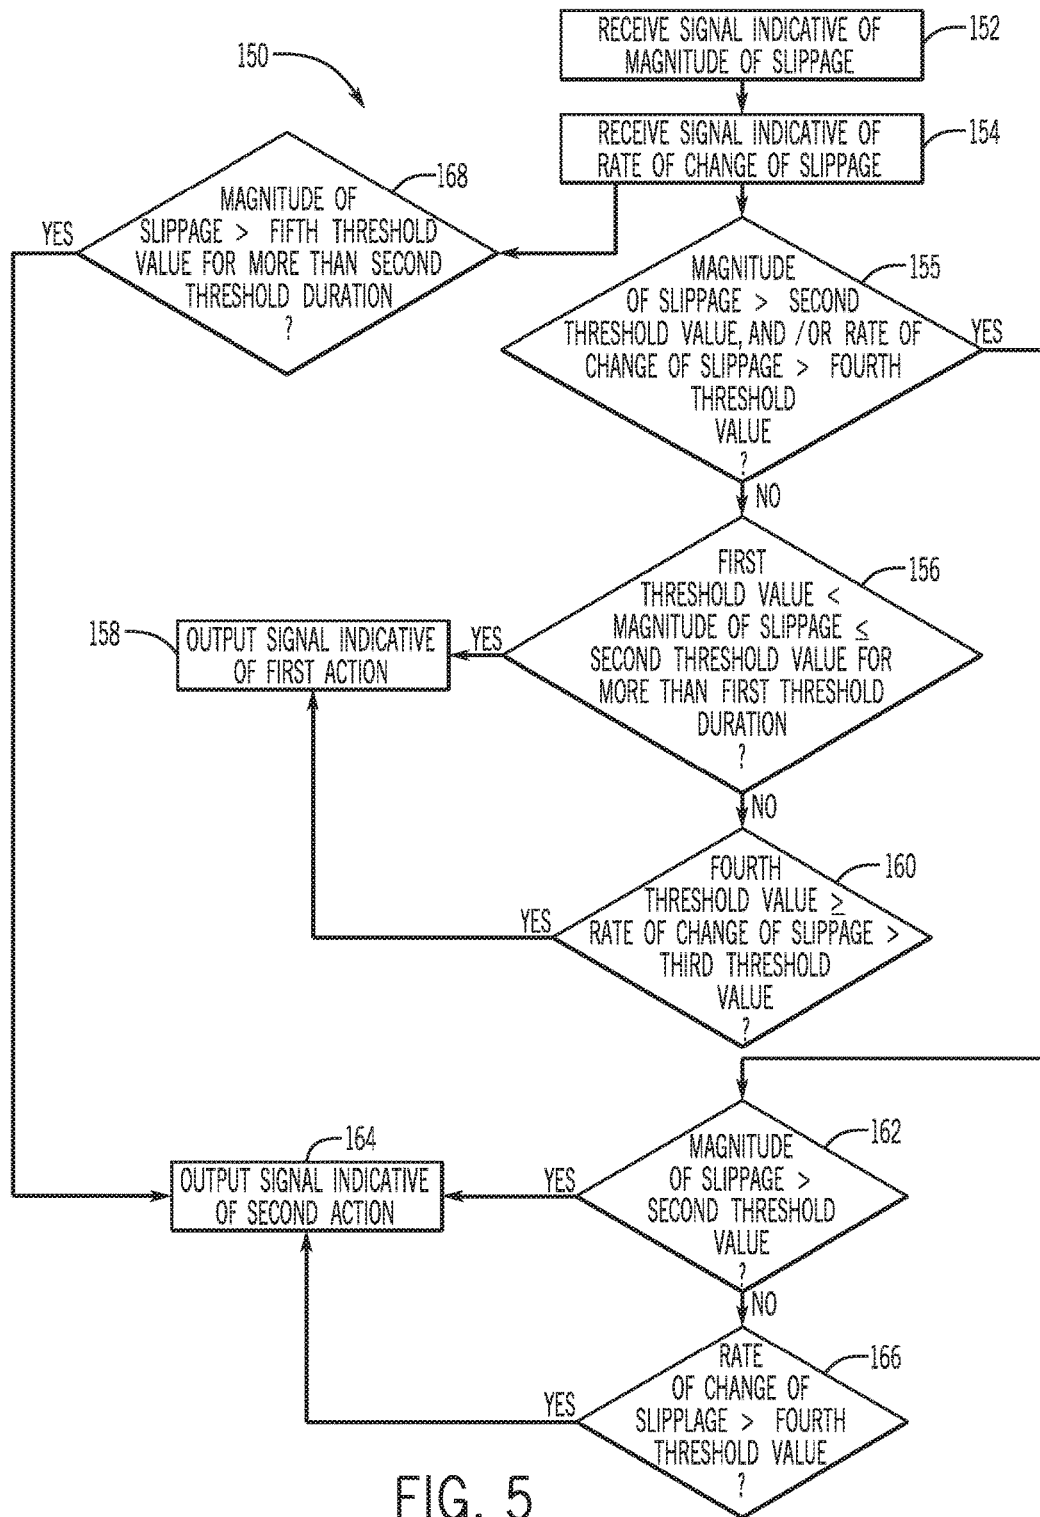 RECEIVE SIGNAL INDICATIVE OF
MAGNITUDE OF SLIPPAGE
152
150
RECEIVE SIGNAL INDICATIVE OF
RATE OF CHANGE OF SLIPPAGE
154
168
MAGNITUDE OF
SLIPPAGE > FIFTH THRESHOLD
VALUE FOR MORE THAN SECOND
THRESHOLD DURATION
?
YES
155
MAGNITUDE
OF SLIPPAGE > SECOND
THRESHOLD VALUE, AND /OR RATE OF
CHANGE OF SLIPPAGE > FOURTH
THRESHOLD
VALUE
?
YES
NO
156
FIRST
THRESHOLD VALUE <
MAGNITUDE OF SLIPPAGE ≤
SECOND THRESHOLD VALUE FOR
MORE THAN FIRST THRESHOLD
DURATION
?
YES
158
OUTPUT SIGNAL INDICATIVE
OF FIRST ACTION
NO
160
FOURTH
THRESHOLD VALUE ≥
RATE OF CHANGE OF SLIPPAGE >
THIRD THRESHOLD
VALUE
?
YES
162
MAGNITUDE
OF SLIPPAGE >
SECOND THRESHOLD
VALUE
?
YES
164
OUTPUT SIGNAL INDICATIVE
OF SECOND ACTION
NO
166
RATE
OF CHANGE OF
SLIPPLAGE > FOURTH
THRESHOLD VALUE
?
YES
FIG. 5